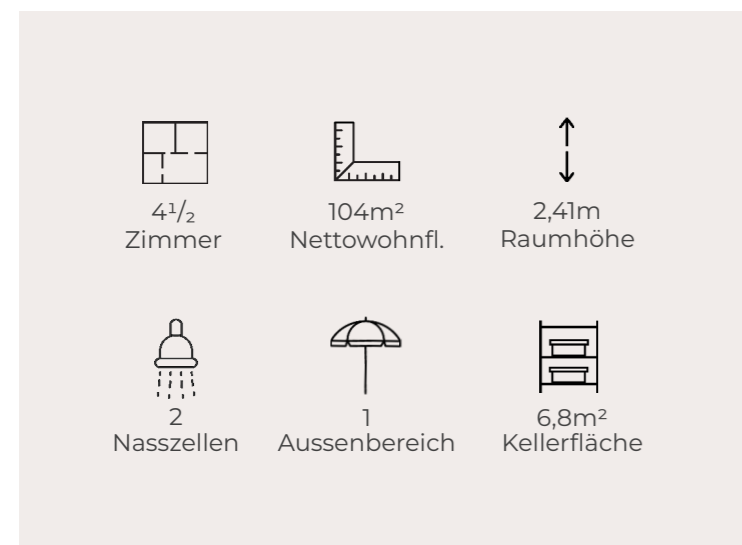 4¹/₂
Zimmer
104m²
Nettowohnfl.
2,41m
Raumhöhe
2
Nasszellen
1
Aussenbereich
6,8m²
Kellerfläche